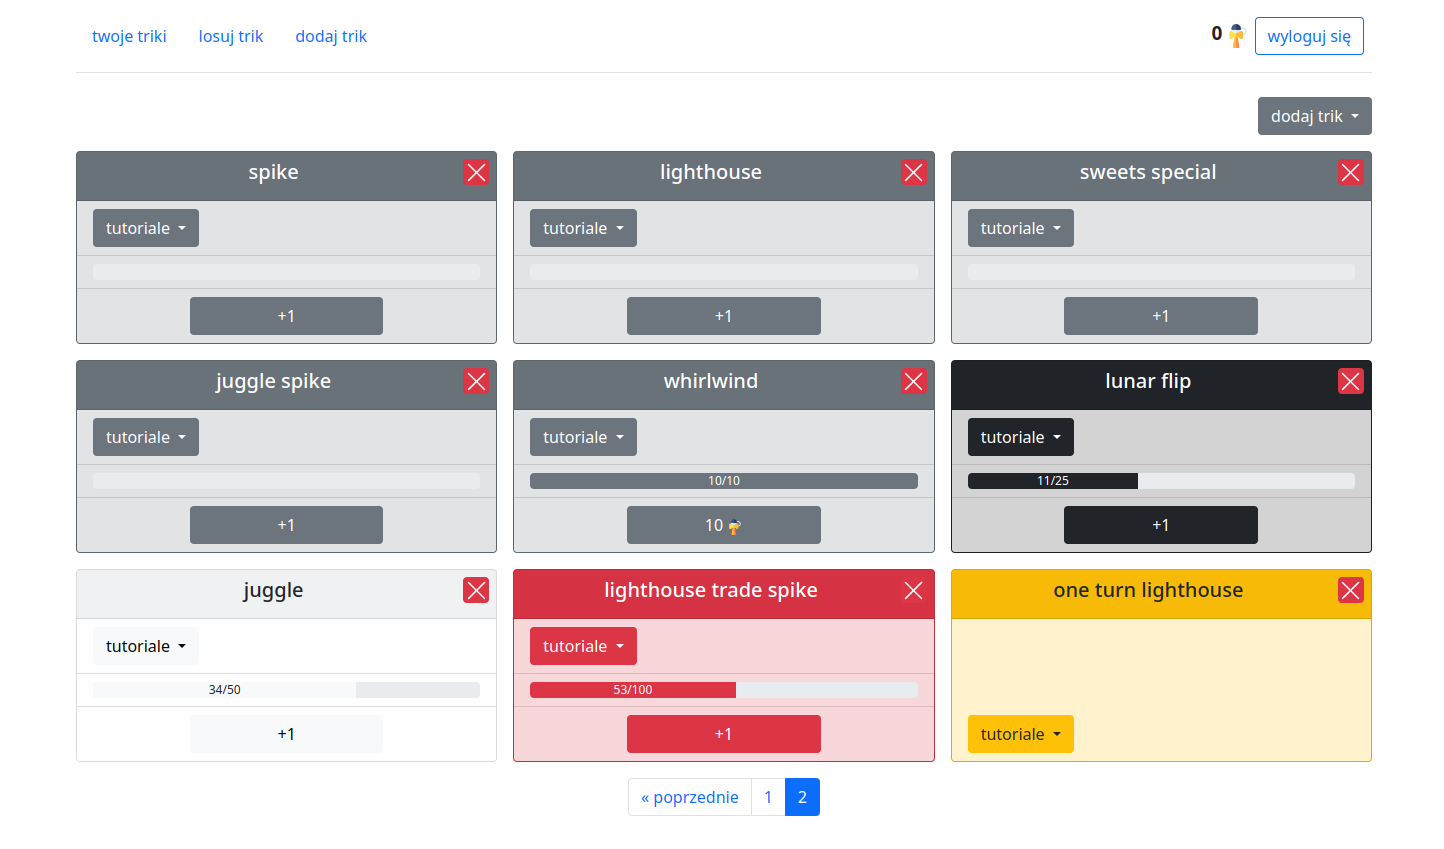 twoje triki losuj trik dodaj trik 0 wyloguj się
dodaj trik
spike
tutoriale
+1
lighthouse
tutoriale
+1
sweets special
tutoriale
+1
juggle spike
tutoriale
+1
whirlwind
tutoriale
10/10
10
lunar flip
tutoriale
11/25
+1
juggle
tutoriale
34/50
+1
lighthouse trade spike
tutoriale
53/100
+1
one turn lighthouse
tutoriale
« poprzednie 1 2